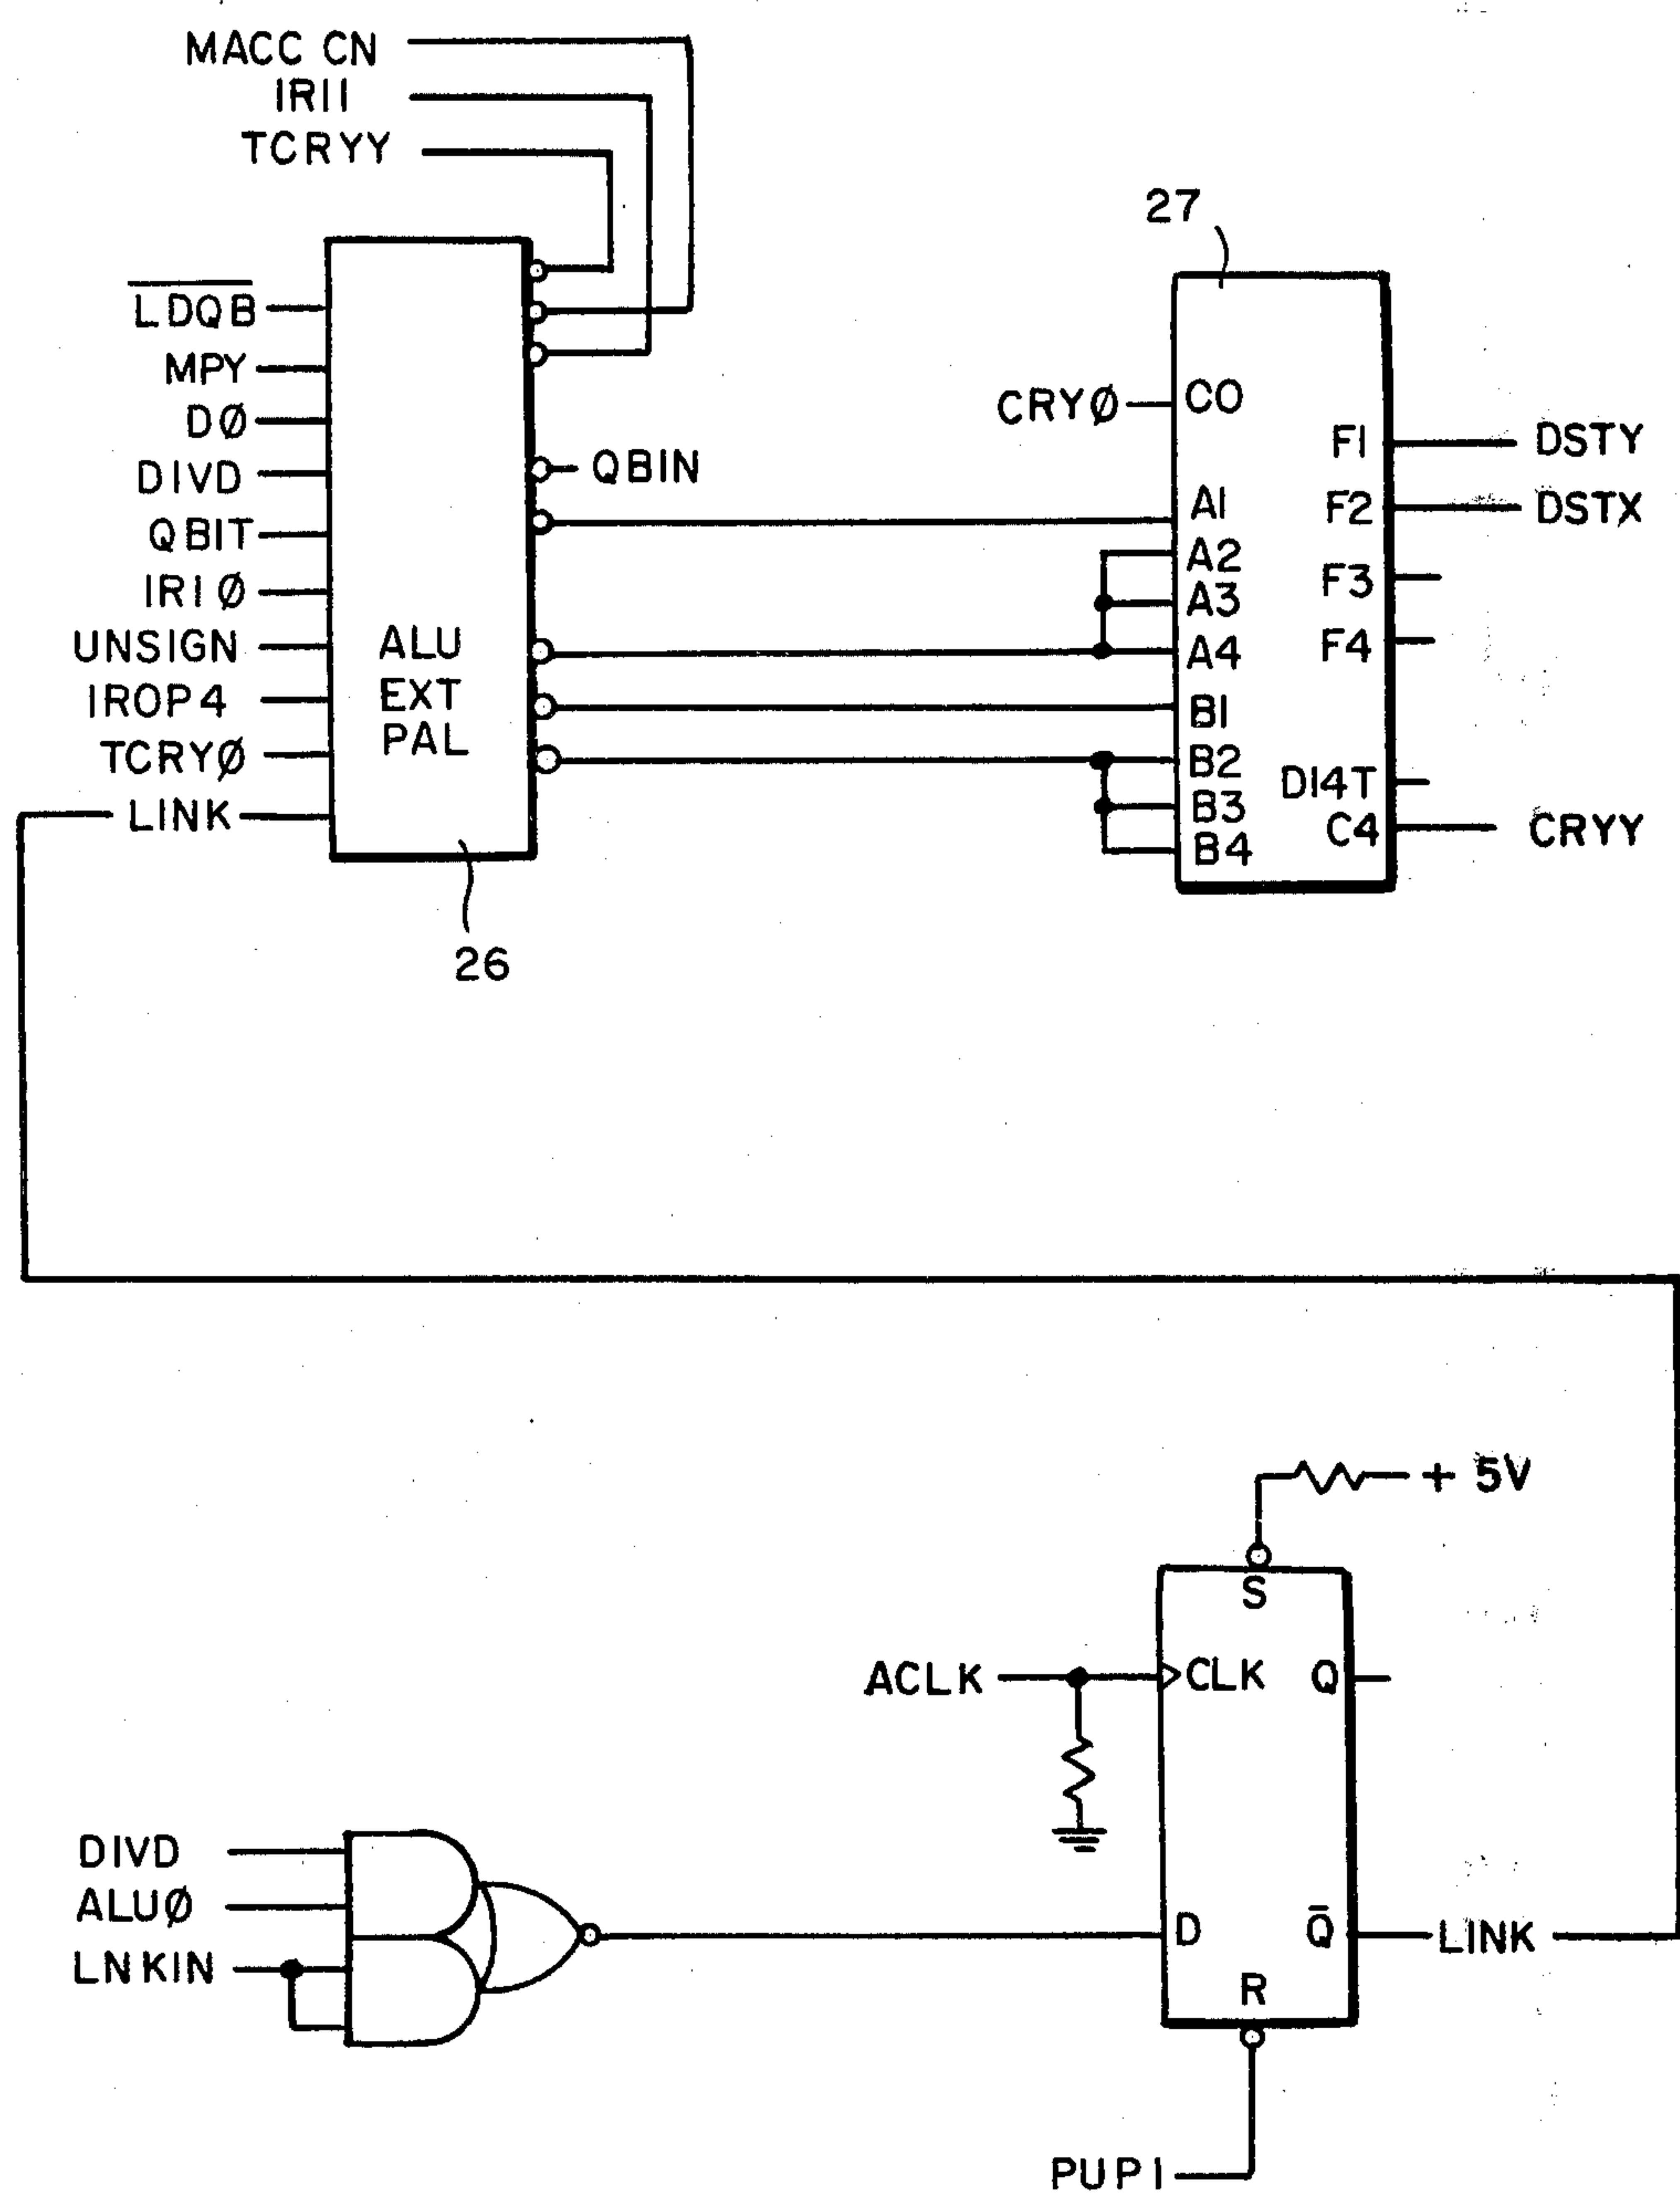 MACC CN
IR11
TCRYY
27
L̅D̅Q̅B̅
MPY
DØ
DIVD
QBIT
IR1Ø
UNSIGN
IROP4
TCRYØ
LINK
ALU
EXT
PAL
26
QBIN
CRYØ
CO
A1
A2
A3
A4
B1
B2
B3
B4
F1
F2
F3
F4
D14T
C4
DSTY
DSTX
CRYY
+ 5V
S
ACLK
CLK
Q
DIVD
ALUØ
LNKIN
D
Q̅
LINK
R
PUP1